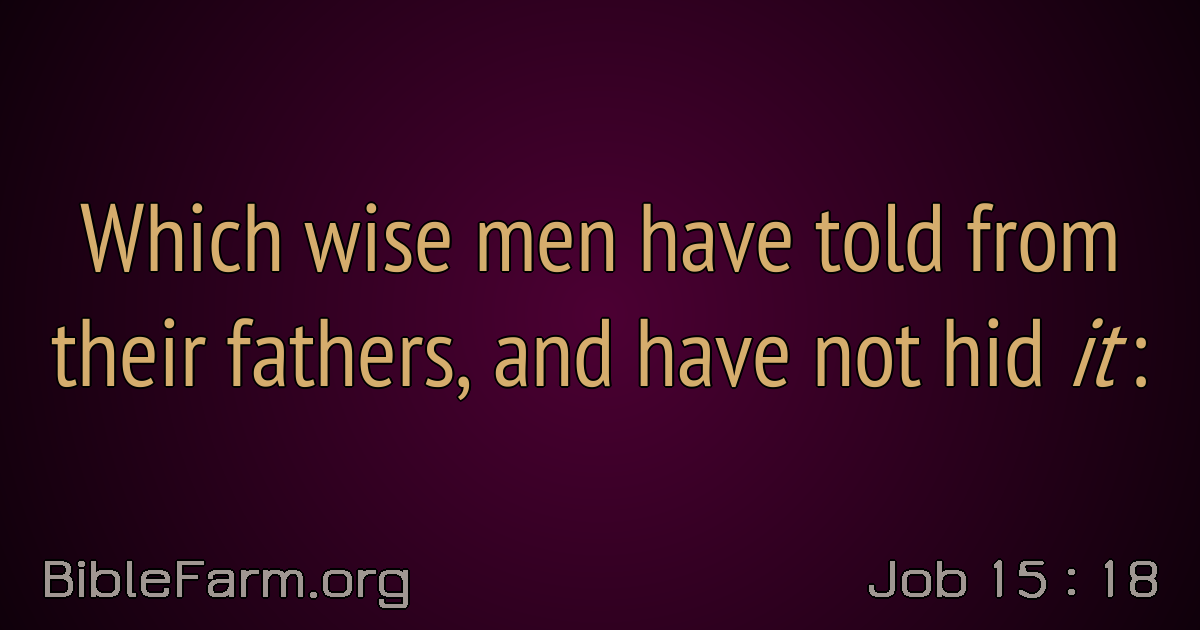 Which wise men have told from
their fathers, and have not hid it:
BibleFarm.org
Job 15 : 18